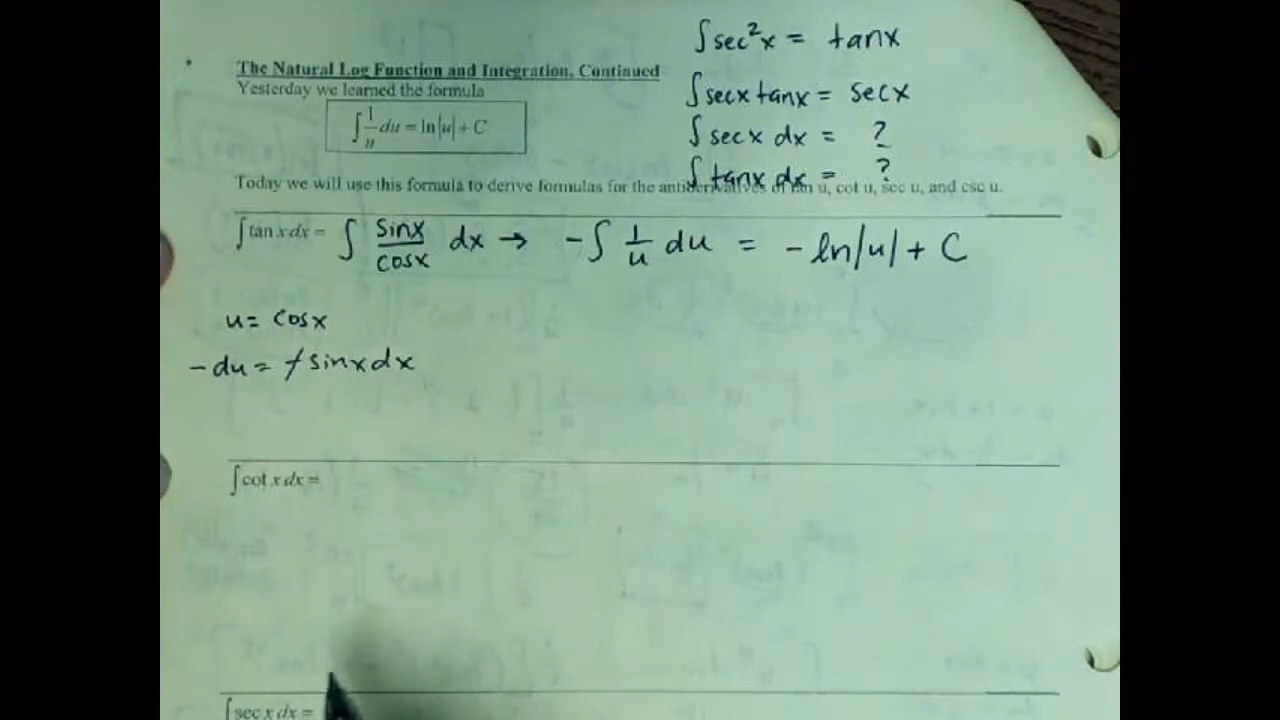 ∫sec²x = tanx
The Natural Log Function and Integration, Continued
Yesterday we learned the formula
∫secx tanx = secx
∫ 1/u du = ln|u| + C
∫ secx dx = ?
∫ tanx dx = ?
Today we will use this formula to derive formulas for the antiderivatives of tan u, cot u, sec u, and csc u.
∫ tan x dx = ∫ sinx/cosx dx → -∫ 1/u du = -ln|u| + C
u = cosx
-du = -sinx dx
∫ cot x dx =
∫ sec x dx =